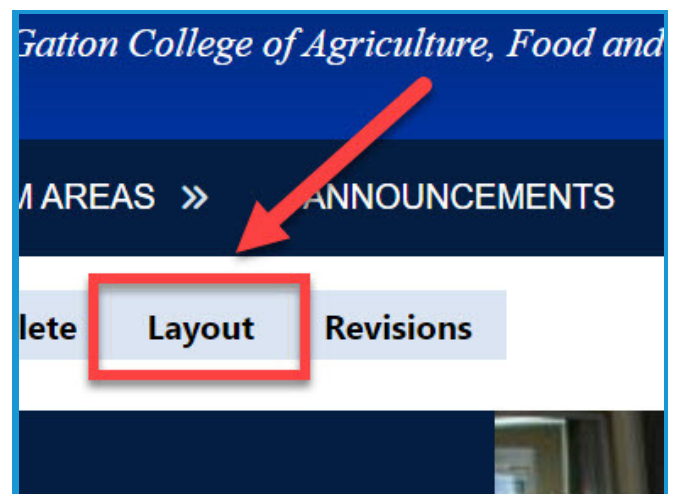 Gatton College of Agriculture, Food and
M AREAS » ANNOUNCEMENTS
lete Layout Revisions